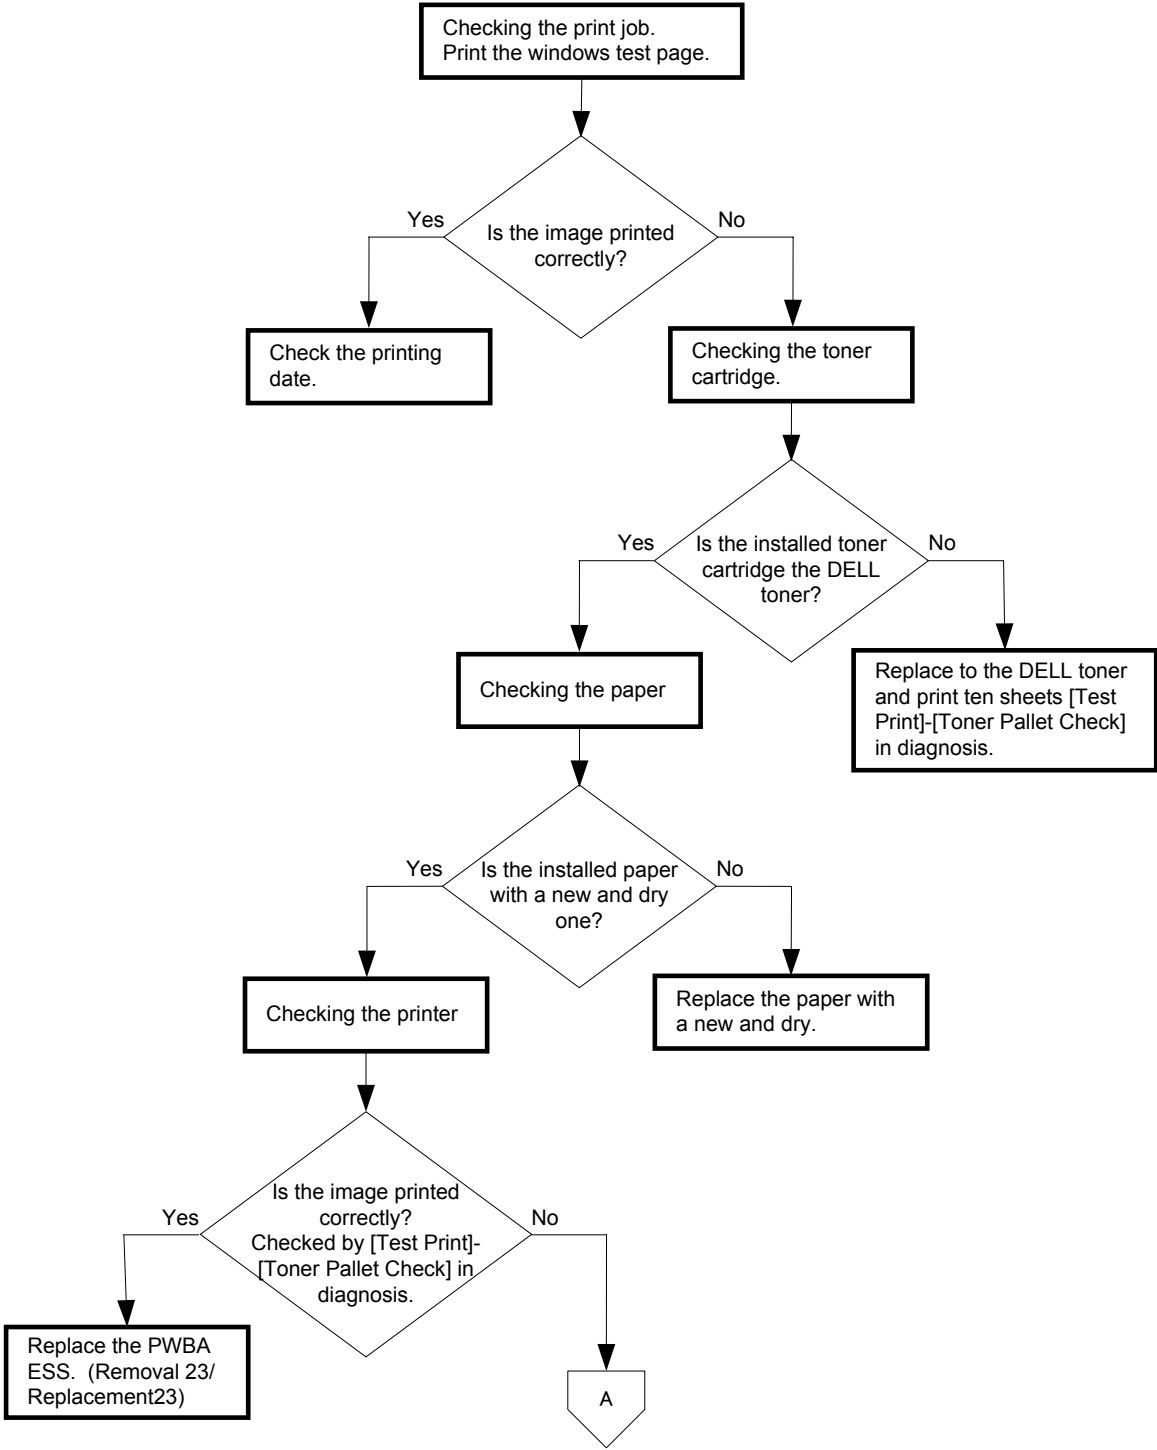 Checking the print job.
Print the windows test page.
Yes
No
Is the image printed
correctly?
Check the printing
date.
Checking the toner
cartridge.
Yes
No
Is the installed toner
cartridge the DELL
toner?
Checking the paper
Replace to the DELL toner
and print ten sheets [Test
Print]-[Toner Pallet Check]
in diagnosis.
Yes
No
Is the installed paper
with a new and dry
one?
Checking the printer
Replace the paper with
a new and dry.
Yes
No
Is the image printed
correctly?
Checked by [Test Print]-
[Toner Pallet Check] in
diagnosis.
Replace the PWBA
ESS.  (Removal 23/
Replacement23)
A